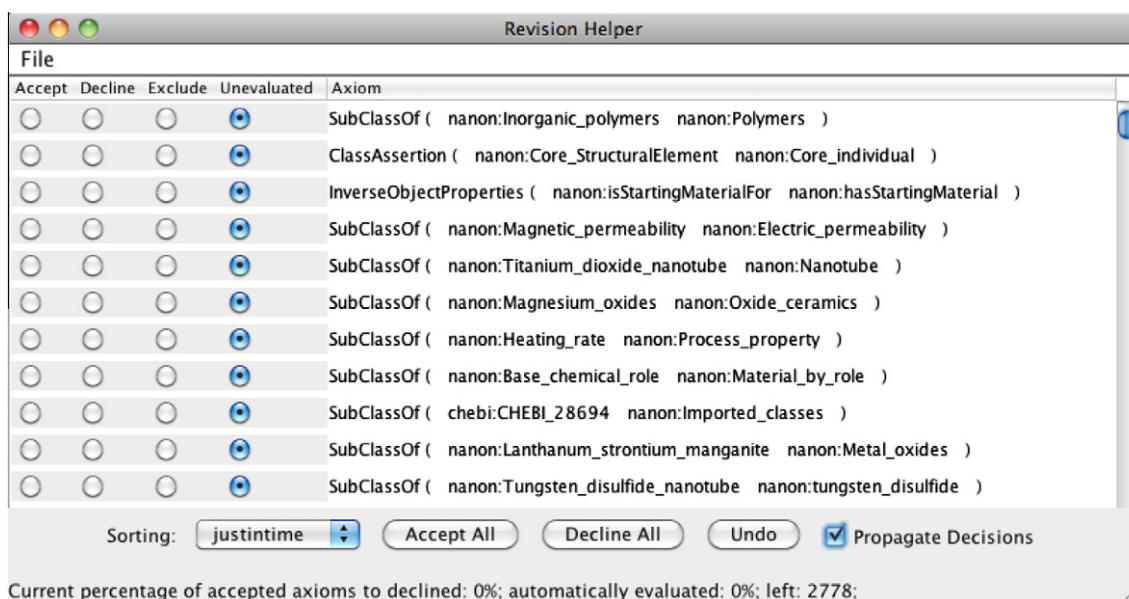 Revision Helper
File
Accept Decline Exclude Unevaluated Axiom
SubClassOf ( nanon:Inorganic_polymers nanon:Polymers )
ClassAssertion ( nanon:Core_StructuralElement nanon:Core_individual )
InverseObjectProperties ( nanon:isStartingMaterialFor nanon:hasStartingMaterial )
SubClassOf ( nanon:Magnetic_permeability nanon:Electric_permeability )
SubClassOf ( nanon:Titanium_dioxide_nanotube nanon:Nanotube )
SubClassOf ( nanon:Magnesium_oxides nanon:Oxide_ceramics )
SubClassOf ( nanon:Heating_rate nanon:Process_property )
SubClassOf ( nanon:Base_chemical_role nanon:Material_by_role )
SubClassOf ( chebi:CHEBI_28694 nanon:Imported_classes )
SubClassOf ( nanon:Lanthanum_strontium_manganite nanon:Metal_oxides )
SubClassOf ( nanon:Tungsten_disulfide_nanotube nanon:tungsten_disulfide )
Sorting: justintime Accept All Decline All Undo Propagate Decisions
Current percentage of accepted axioms to declined: 0%; automatically evaluated: 0%; left: 2778;